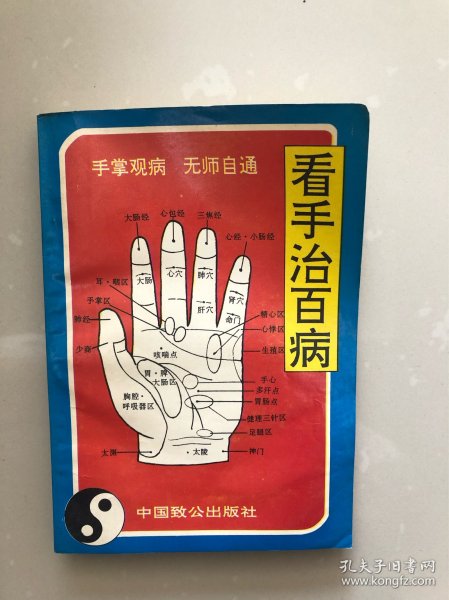 手掌观病 无师自通
看手治百病
大肠经
心包经
三焦经
心经·小肠经
大肠
心穴
肺穴
肝穴
肾穴
命门
耳·咽区
手掌区
肺经
少商
精心区
心悸区
生殖区
咳喘点
胃·脾
大肠区
手心
多汗点
胃肠点
胸腔·
呼吸器区
健理三针区
足腿区
太渊
·太陵
神门
中国致公出版社
孔夫子旧书网
www.kongfz.com